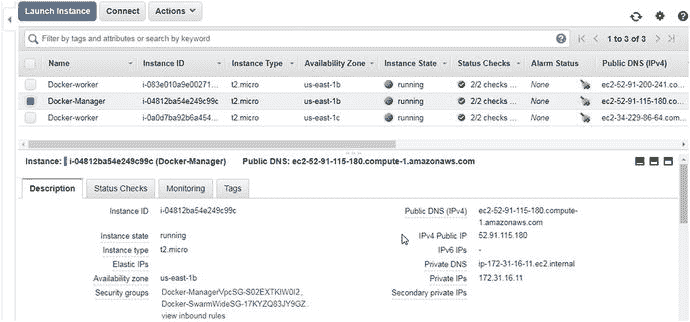 Launch Instance Connect Actions
Filter by tags and attributes or search by keyword 1 to 3 of 3
Name Instance ID Instance Type Availability Zone Instance State Status Checks Alarm Status Public DNS (IPv4)
Docker-worker i-083e010a9e00271... t2.micro us-east-1b running 2/2 checks ... None ec2-52-91-200-241.co...
Docker-Manager i-04812ba54e249c99c t2.micro us-east-1b running 2/2 checks ... None ec2-52-91-115-180.co...
Docker-worker i-0a0d7ba92b6a454... t2.micro us-east-1c running 2/2 checks ... None ec2-34-229-86-64.com...
Instance: i-04812ba54e249c99c (Docker-Manager) Public DNS: ec2-52-91-115-180.compute-1.amazonaws.com
Description Status Checks Monitoring Tags
Instance ID i-04812ba54e249c99c Public DNS (IPv4) ec2-52-91-115-180.compute-
1.amazonaws.com
Instance state running IPv4 Public IP 52.91.115.180
Instance type t2.micro IPv6 IPs -
Elastic IPs Private DNS ip-172-31-16-11.ec2.internal
Availability zone us-east-1b Private IPs 172.31.16.11
Security groups Docker-ManagerVpcSG-S02EXTKIW0I2, Secondary private IPs
Docker-SwarmWideSG-17KYZQ83JY9GZ.
view inbound rules